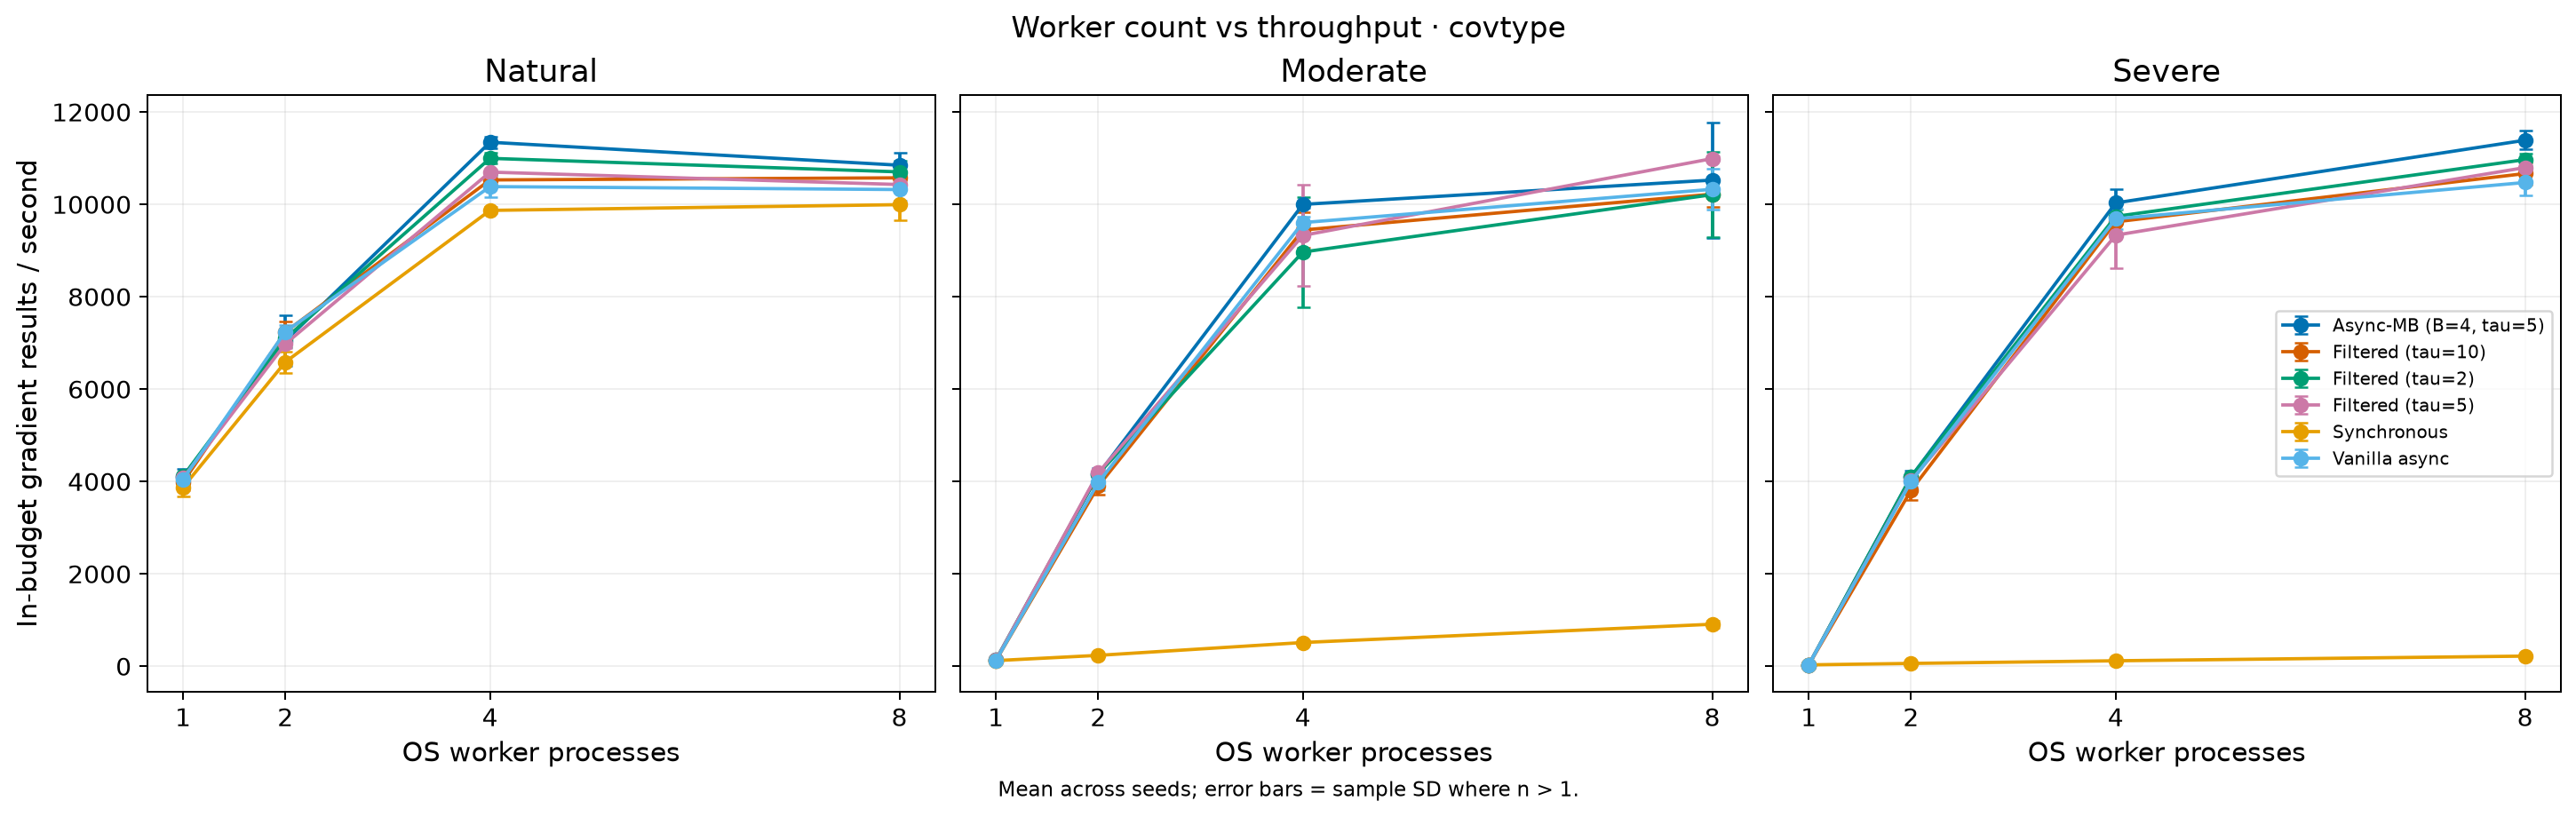 Worker count vs throughput · covtype
Natural
Moderate
Severe
In-budget gradient results / second
12000
10000
8000
6000
4000
2000
0
1 2 4 8
1 2 4 8
1 2 4 8
OS worker processes
OS worker processes
OS worker processes
Async-MB (B=4, tau=5)
Filtered (tau=10)
Filtered (tau=2)
Filtered (tau=5)
Synchronous
Vanilla async
Mean across seeds; error bars = sample SD where n > 1.